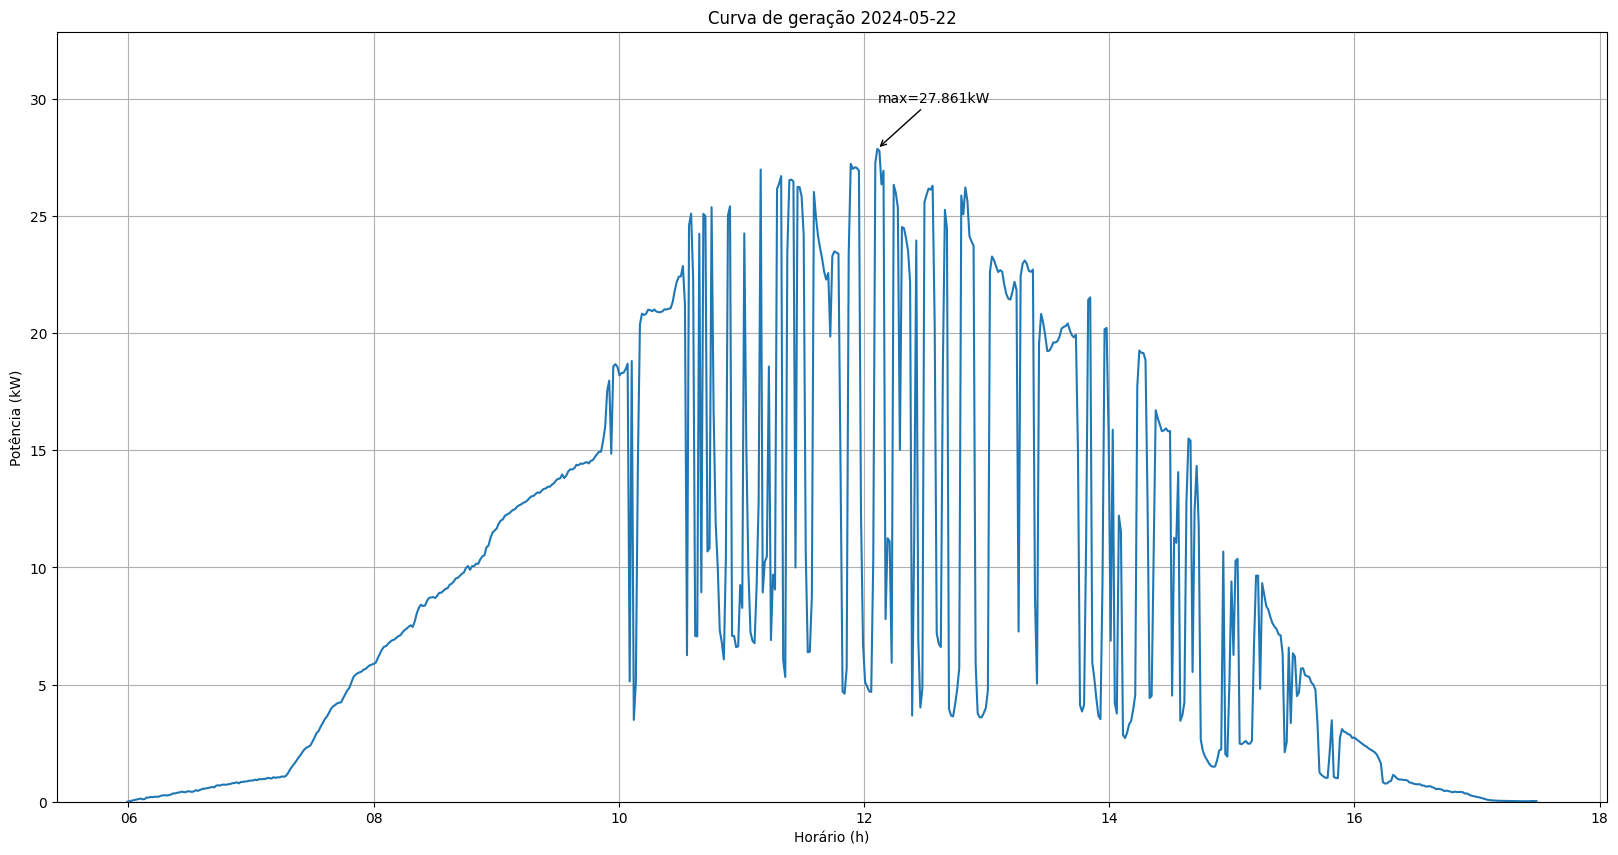 Curva de geração 2024-05-22
30
max=27.861kW
25
20
15
10
5
0
Potência (kW)
06 08 10 12 14 16 18
Horário (h)